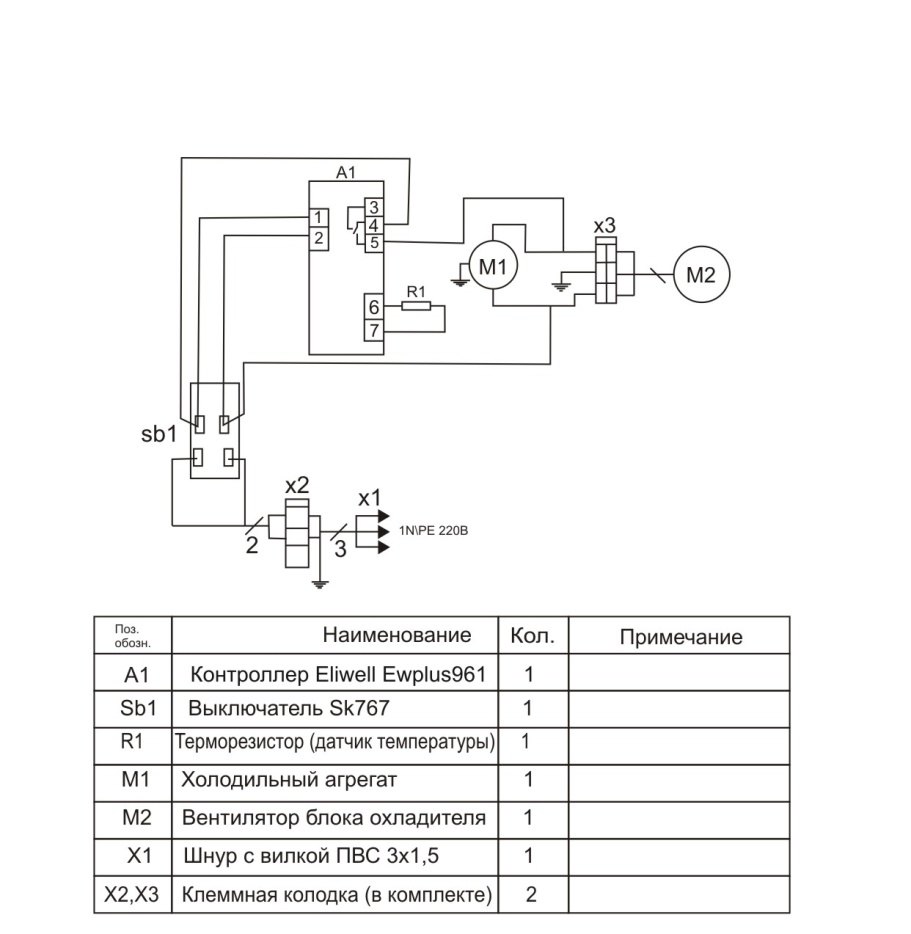 A1
1
2
3
4
5
6
7
R1
M1
x3
M2
sb1
x2
x1
2
3
1N\PE 220В
Поз. обозн.
Наименование
Кол.
Примечание
A1 Контроллер Eliwell Ewplus961 1
Sb1 Выключатель Sk767 1
R1 Терморезистор (датчик температуры) 1
M1 Холодильный агрегат 1
M2 Вентилятор блока охладителя 1
X1 Шнур с вилкой ПВС 3х1,5 1
X2,X3 Клеммная колодка (в комплекте) 2